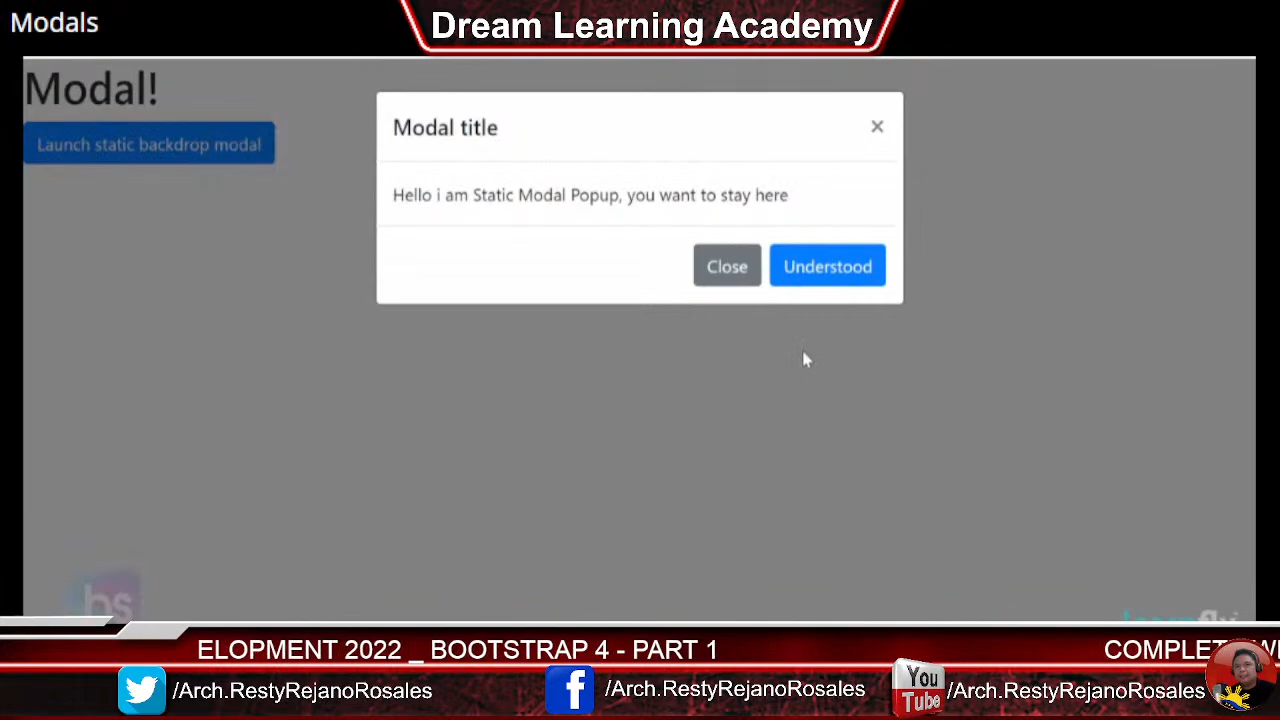 Modals
Dream Learning Academy
Modal!
Launch static backdrop modal
Modal title
×
Hello i am Static Modal Popup, you want to stay here
Close
Understood
bs
ELOPMENT 2022 _ BOOTSTRAP 4 - PART 1
COMPLET
/Arch.RestyRejanoRosales
/Arch.RestyRejanoRosales
You
Tube
/Arch.RestyRejanoRosales